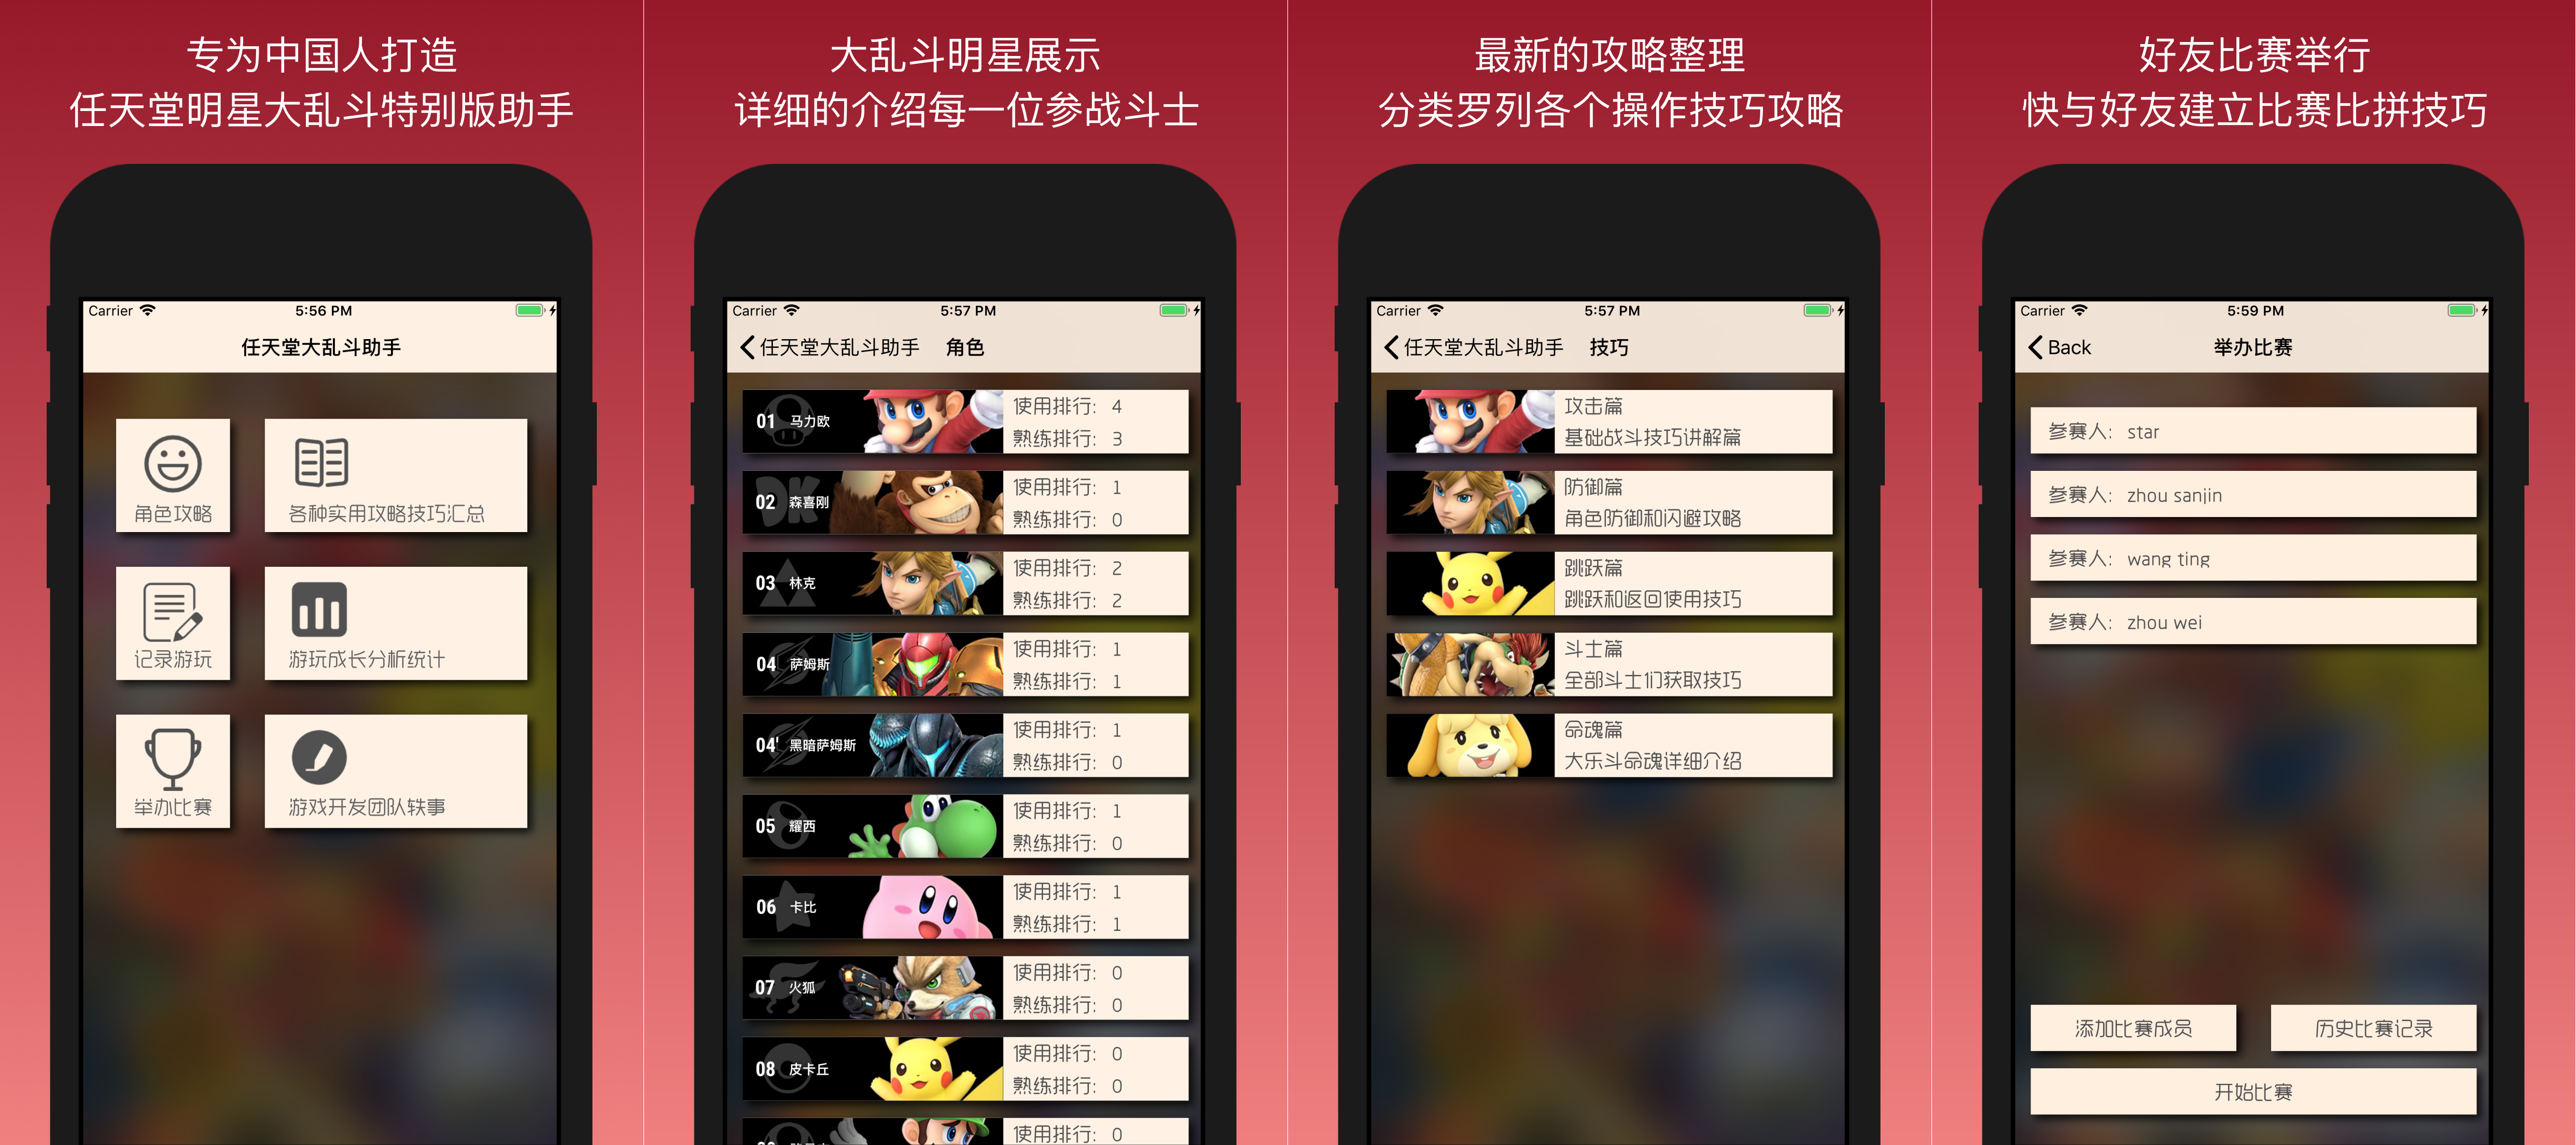 专为中国人打造
任天堂明星大乱斗特别版助手
Carrier 5:56 PM
任天堂大乱斗助手
角色攻略
各种实用攻略技巧汇总
记录游玩
游玩成长分析统计
举办比赛
游戏开发团队轶事
大乱斗明星展示
详细的介绍每一位参战斗士
Carrier 5:57 PM
任天堂大乱斗助手 角色
01 马力欧
使用排行: 4
熟练排行: 3
DK
02 森喜刚
使用排行: 1
熟练排行: 0
03 林克
使用排行: 2
熟练排行: 2
04 萨姆斯
使用排行: 1
熟练排行: 1
04' 黑暗萨姆斯
使用排行: 1
熟练排行: 0
05 耀西
使用排行: 1
熟练排行: 0
06 卡比
使用排行: 1
熟练排行: 1
07 火狐
使用排行: 0
熟练排行: 0
08 皮卡丘
使用排行: 0
熟练排行: 0
使用排行: 0
最新的攻略整理
分类罗列各个操作技巧攻略
Carrier 5:57 PM
任天堂大乱斗助手 技巧
攻击篇
基础战斗技巧讲解篇
防御篇
角色防御和闪避攻略
跳跃篇
跳跃和返回使用技巧
斗士篇
全部斗士们获取技巧
命魂篇
大乐斗命魂详细介绍
好友比赛举行
快与好友建立比赛比拼技巧
Carrier 5:59 PM
Back 举办比赛
参赛人: star
参赛人: zhou sanjin
参赛人: wang ting
参赛人: zhou wei
添加比赛成员
历史比赛记录
开始比赛